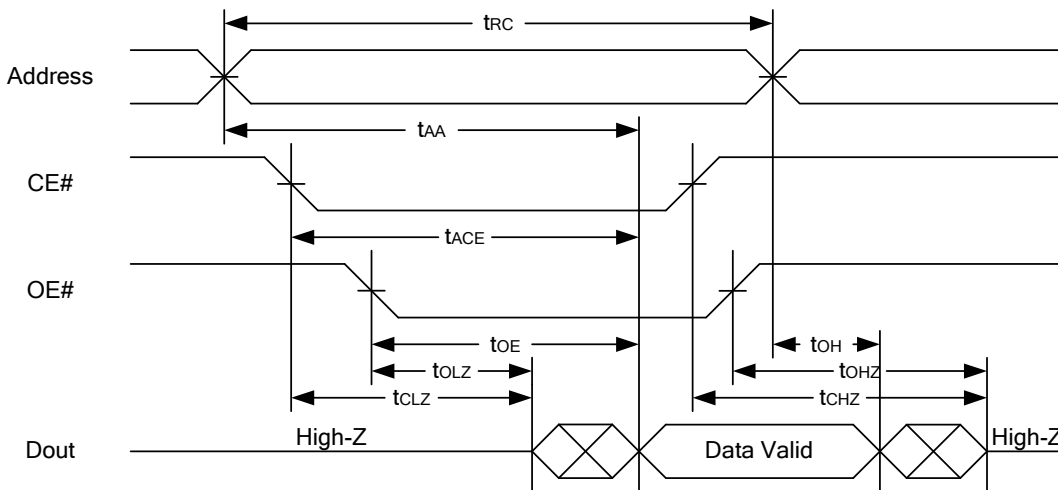 tRC
Address
tAA
CE#
tACE
OE#
tOE
tOH
tOLZ
tOHZ
tCLZ
tCHZ
High-Z
Data Valid
High-Z
Dout